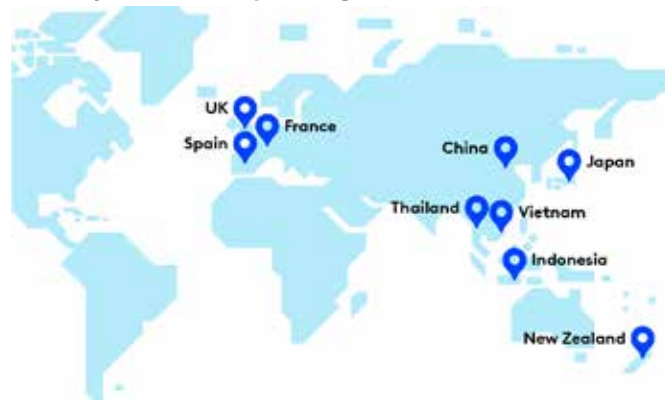 UK
France
Spain
China
Japan
Thailand
Vietnam
Indonesia
New Zealand